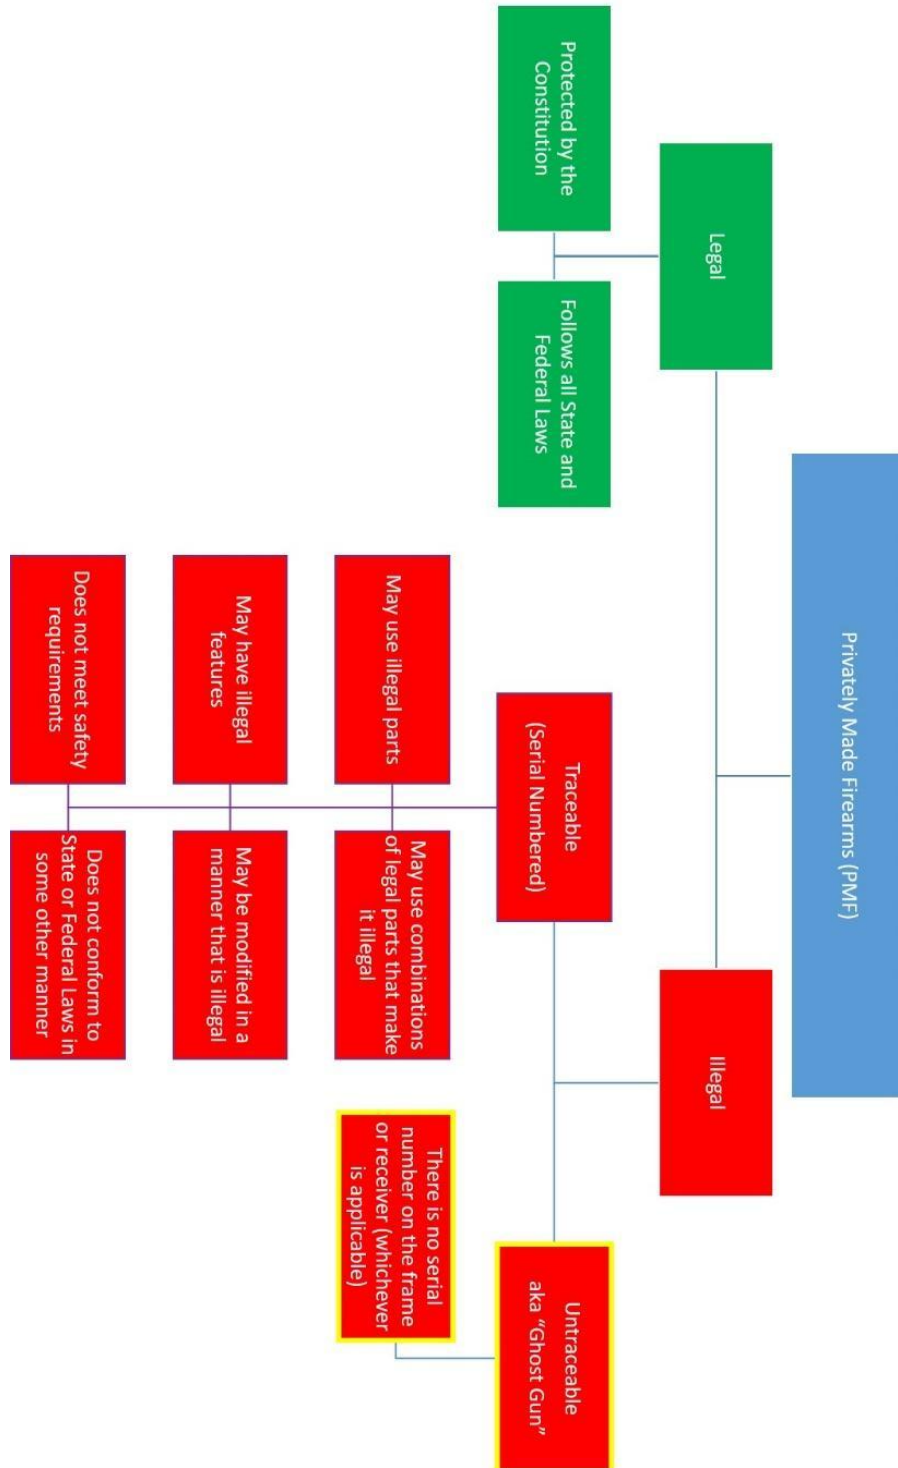 Privately Made Firearms (PMF)
Legal
Illegal
Protected by the
Constitution
Follows all State and
Federal Laws
Traceable
(Serial Numbered)
Untraceable
aka “Ghost Gun”
May use illegal parts
May use combinations
of legal parts that make
it illegal
There is no serial
number on the frame
or receiver (whichever
is applicable)
May have illegal
features
May be modified in a
manner that is illegal
Does not meet safety
requirements
Does not conform to
State or Federal Laws in
some other manner